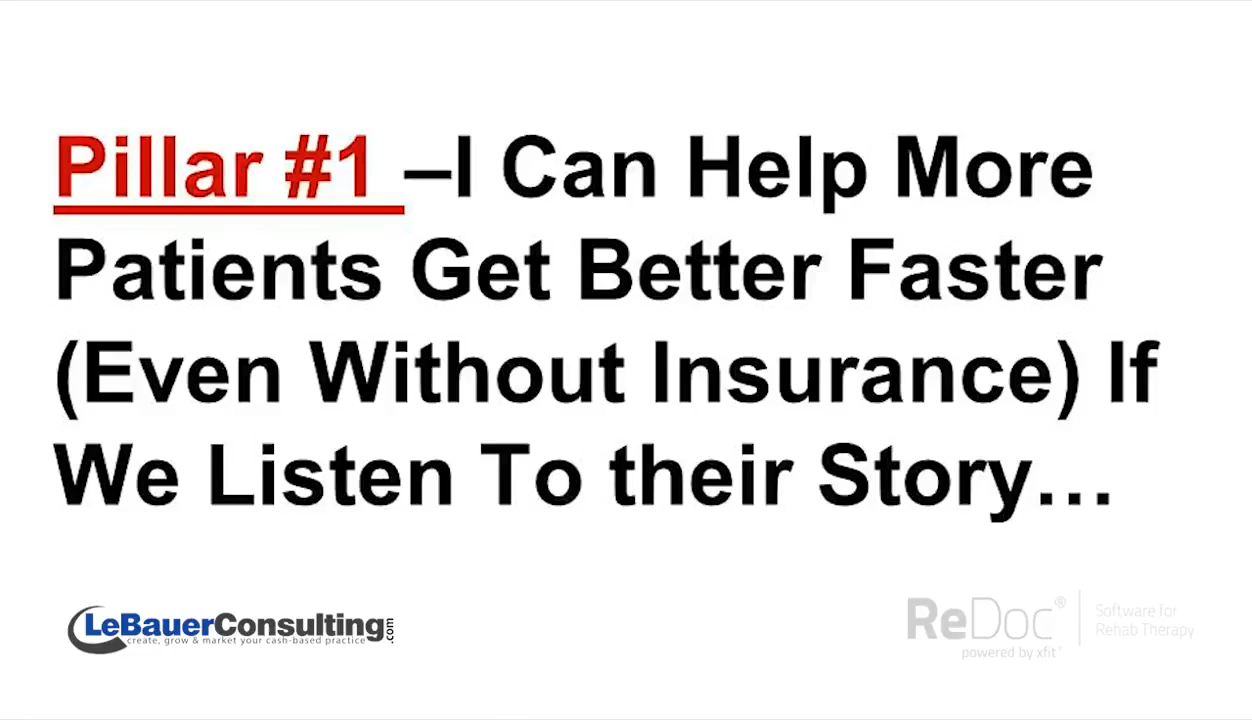 Pillar #1 –I Can Help More
Patients Get Better Faster
(Even Without Insurance) If
We Listen To their Story…
LeBauerConsulting.com
create, grow & market your cash-based practice
ReDoc®
powered by xfit®
Software for
Rehab Therapy